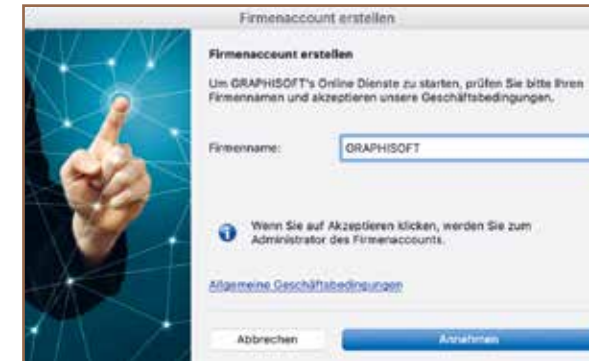 Firmenaccount erstellen
Firmenaccount erstellen
Um GRAPHISOFT's Online Dienste zu starten, prüfen Sie bitte Ihren
Firmennamen und akzeptieren unsere Geschäftsbedingungen.
Firmenname:
GRAPHISOFT
Wenn Sie auf Akzeptieren klicken, werden Sie zum
Administrator des Firmenaccounts.
Allgemeine Geschäftsbedingungen
Abbrechen
Annehmen